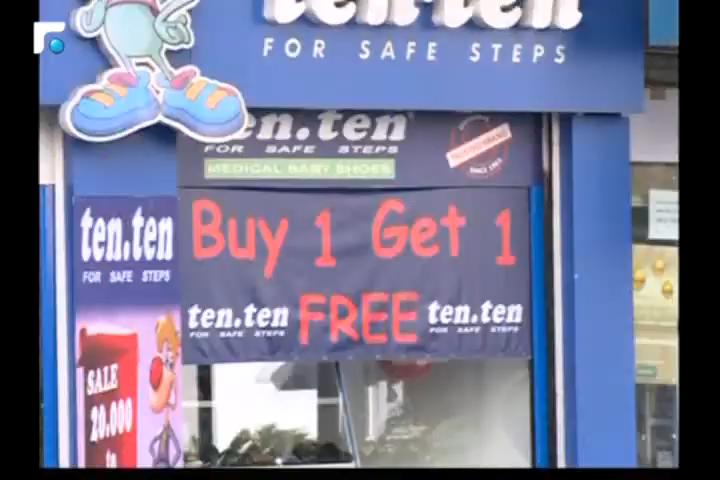 ten.ten
FOR SAFE STEPS
ten.ten
FOR SAFE STEPS
MEDICAL BABY SHOES
Buy 1 Get 1
FREE
ten.ten
FOR SAFE STEPS
ten.ten
FOR SAFE STEPS
ten.ten
FOR SAFE STEPS
SALE
20.000